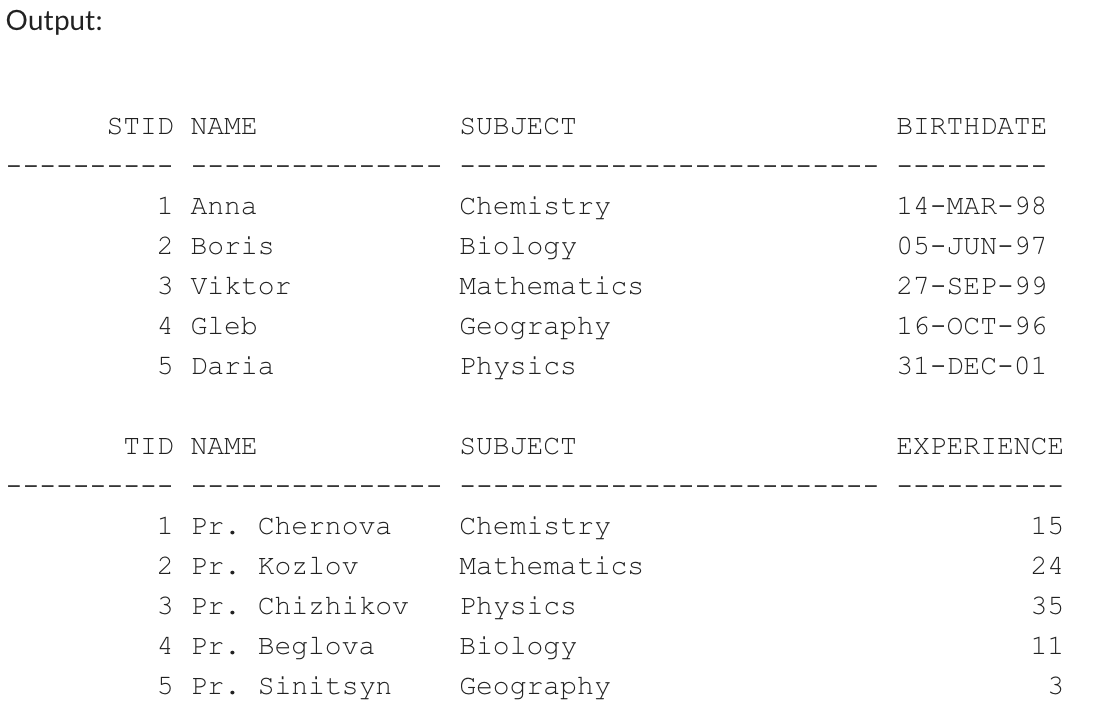 Output:
      STID NAME            SUBJECT                   BIRTHDATE
---------- --------------- ------------------------- ---------
         1 Anna            Chemistry                 14-MAR-98
         2 Boris           Biology                   05-JUN-97
         3 Viktor          Mathematics               27-SEP-99
         4 Gleb            Geography                 16-OCT-96
         5 Daria           Physics                   31-DEC-01
       TID NAME            SUBJECT                   EXPERIENCE
---------- --------------- ------------------------- ----------
         1 Pr. Chernova    Chemistry                         15
         2 Pr. Kozlov      Mathematics                       24
         3 Pr. Chizhikov   Physics                           35
         4 Pr. Beglova     Biology                           11
         5 Pr. Sinitsyn    Geography                          3